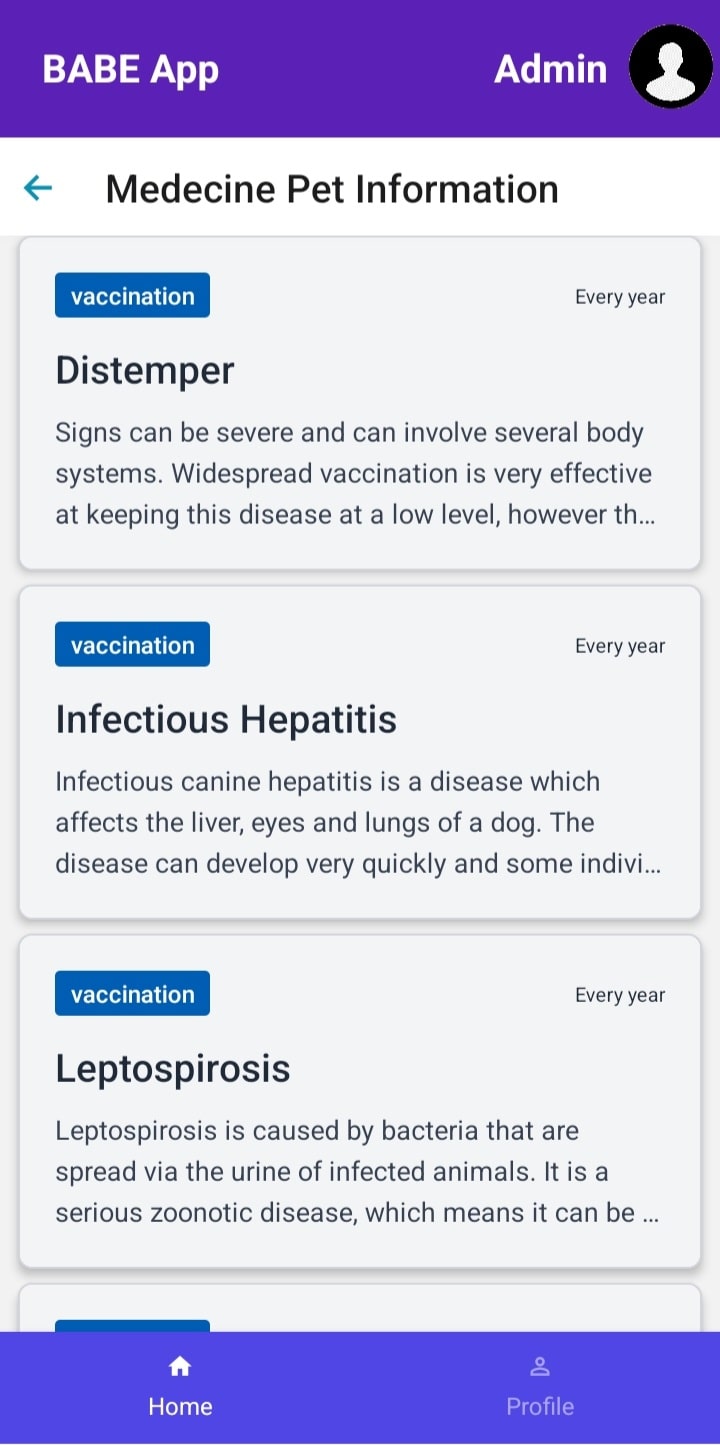 BABE App
Admin
Medecine Pet Information
vaccination
Every year
Distemper
Signs can be severe and can involve several body
systems. Widespread vaccination is very effective
at keeping this disease at a low level, however th...
vaccination
Every year
Infectious Hepatitis
Infectious canine hepatitis is a disease which
affects the liver, eyes and lungs of a dog. The
disease can develop very quickly and some indivi...
vaccination
Every year
Leptospirosis
Leptospirosis is caused by bacteria that are
spread via the urine of infected animals. It is a
serious zoonotic disease, which means it can be ...
Home
Profile